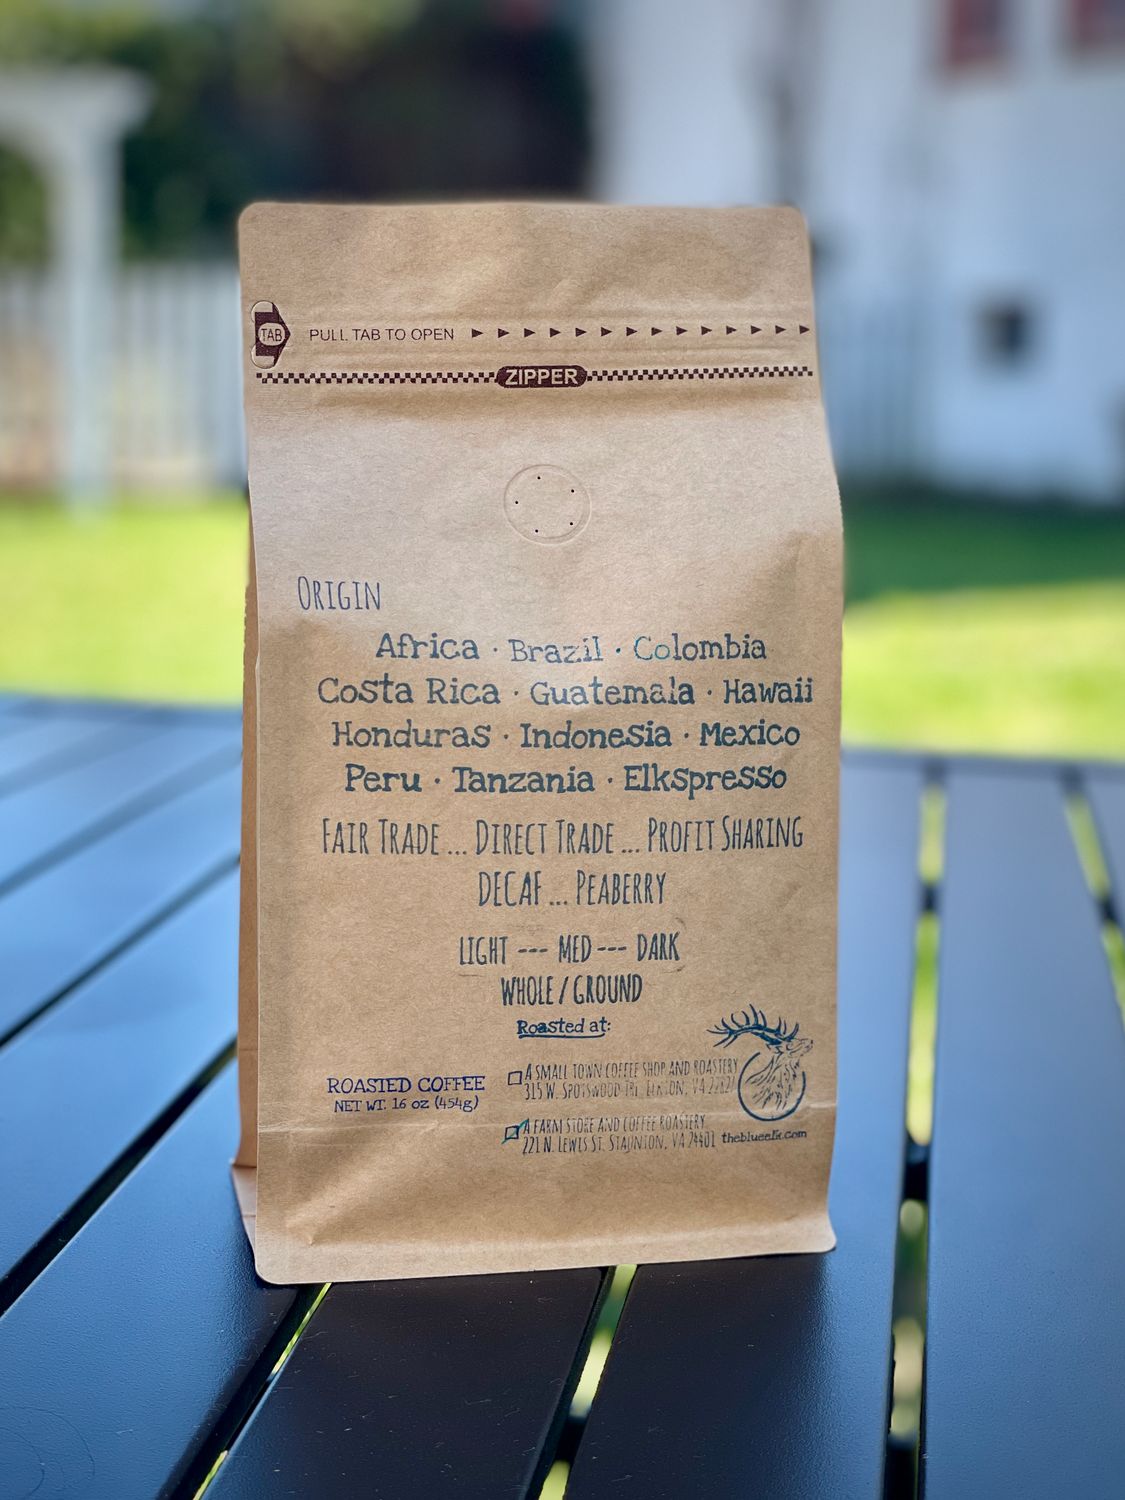 TAB
PULL TAB TO OPEN
ZIPPER
ORIGIN
Africa · Brazil · Colombia
Costa Rica · Guatemala · Hawaii
Honduras · Indonesia · Mexico
Peru · Tanzania · Elkspresso
FAIR TRADE ... DIRECT TRADE ... PROFIT SHARING
DECAF ... PEABERRY
LIGHT --- MED --- DARK
WHOLE / GROUND
Roasted at:
A SMALL TOWN COFFEE SHOP AND ROASTERY
315 W. SPOTSWOOD ELKTON, VA
ROASTED COFFEE
NET WT. 16 oz (454g)
A FARM STORE AND COFFEE ROASTERY
221 N. LEWIS ST. STAUNTON, VA 24401
theblueelk.com